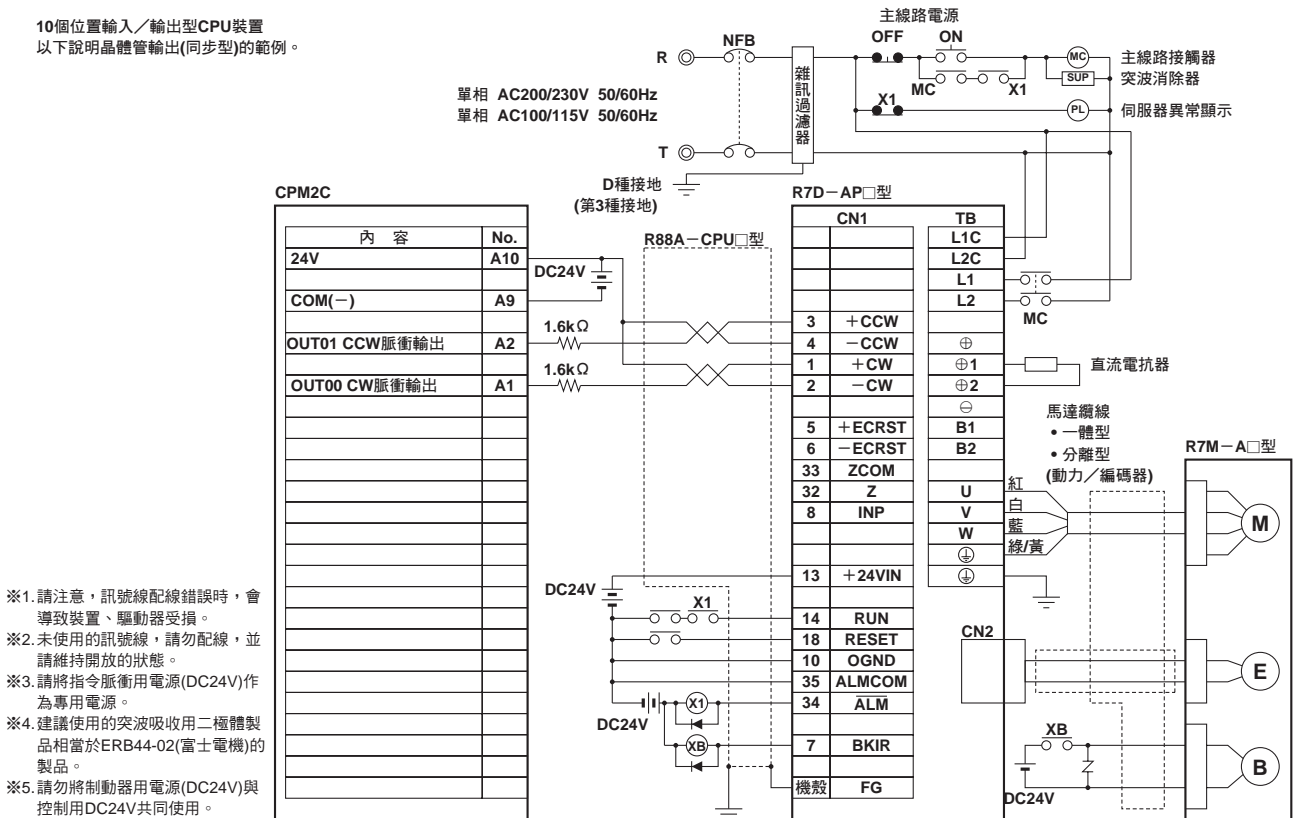 10個位置輸入／輸出型CPU裝置
以下說明晶體管輸出(同步型)的範例。
主線路電源
OFF ON
R NFB
雜訊過濾器
MC 主線路接觸器
SUP 突波消除器
MC X1
X1
PL 伺服器異常顯示
單相 AC200/230V 50/60Hz
單相 AC100/115V 50/60Hz
T
D種接地
(第3種接地)
CPM2C
R7D－AP□型
CN1 TB
內 容 No.
R88A－CPU□型
L1C
24V A10
L2C
DC24V
L1
COM(－) A9
L2
MC
1.6kΩ
3 ＋CCW
OUT01 CCW脈衝輸出 A2
4 －CCW ⊕
1.6kΩ
1 ＋CW ⊕1
直流電抗器
OUT00 CW脈衝輸出 A1
2 －CW ⊕2
⊖
5 ＋ECRST B1
6 －ECRST B2
33 ZCOM
32 Z U
8 INP V
W
馬達纜線
• 一體型
• 分離型
(動力／編碼器)
R7M－A□型
紅
白
藍
綠/黃
M
DC24V
13 ＋24VIN
X1
14 RUN
18 RESET
10 OGND
35 ALMCOM
34 ALM
X1
DC24V
XB
7 BKIR
機殼 FG
CN2
E
XB
B
DC24V
※1.請注意，訊號線配線錯誤時，會
導致裝置、驅動器受損。
※2.未使用的訊號線，請勿配線，並
請維持開放的狀態。
※3.請將指令脈衝用電源(DC24V)作
為專用電源。
※4.建議使用的突波吸收用二極體製
品相當於ERB44-02(富士電機)的
製品。
※5.請勿將制動器用電源(DC24V)與
控制用DC24V共同使用。